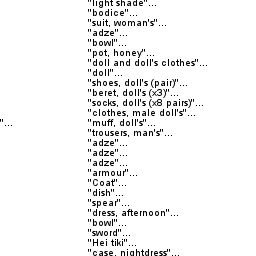 "light shade"...
"bodice"...
"suit, woman's"...
"adze"...
"bowl"...
"pot, honey"...
"doll and doll's clothes"...
"doll"...
"shoes, doll's (pair)"...
"beret, doll's (x3)"...
"socks, doll's (x8 pairs)"...
"clothes, male doll's"...
"... "muff, doll's"...
"trousers, man's"...
"adze"...
"adze"...
"adze"...
"armour"...
"Coat"...
"dish"...
"spear"...
"dress, afternoon"...
"bowl"...
"sword"...
"Hei tiki"...
"case, nightdress"...